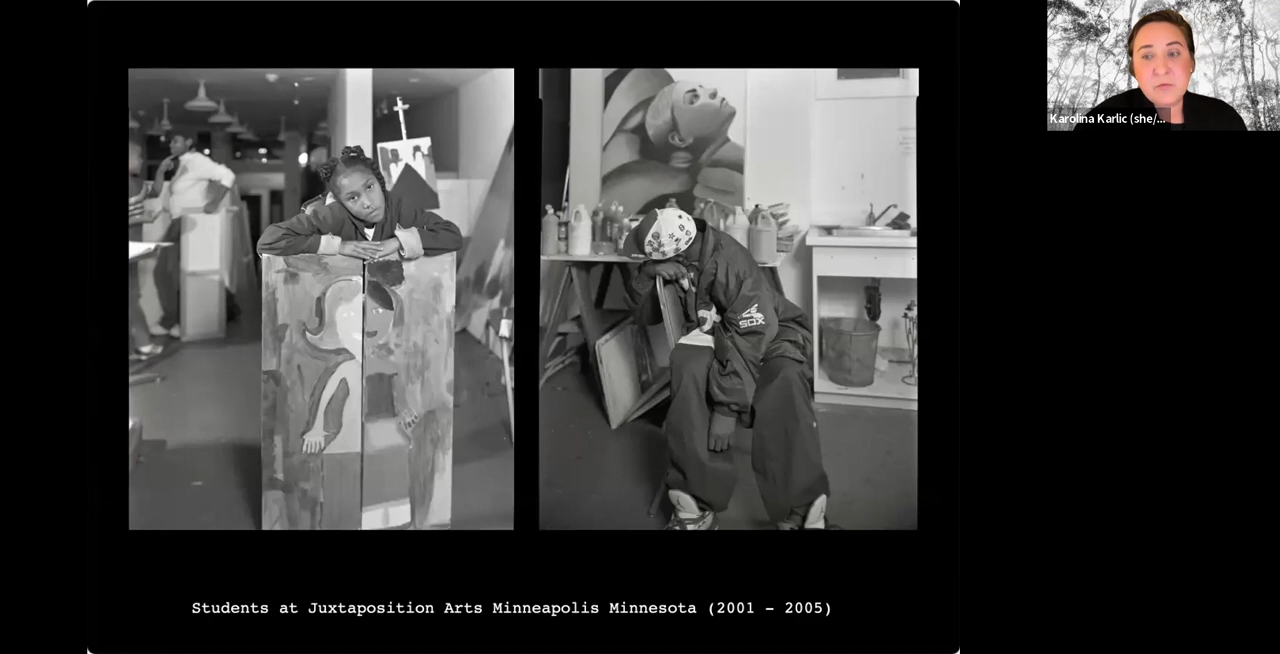 Karolina Karlic (she/...
SOX
Students at Juxtaposition Arts Minneapolis Minnesota (2001 - 2005)